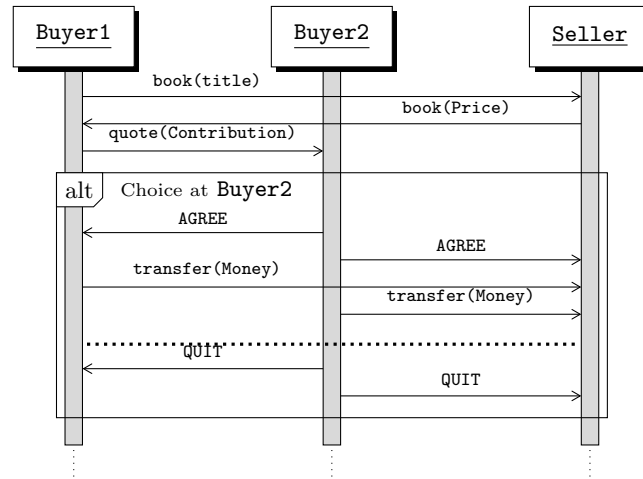 Buyer1 Buyer2 Seller
book(title)
book(Price)
quote(Contribution)
alt Choice at Buyer2
AGREE
AGREE
transfer(Money)
transfer(Money)
QUIT
QUIT